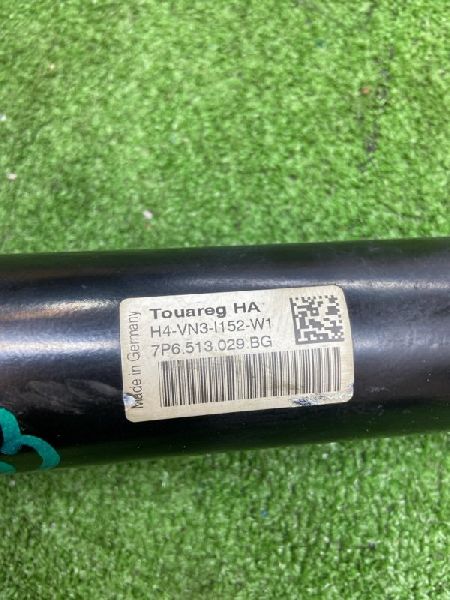 Made in Germany
Touareg HA
H4-VN3-I152-W1
7P6.513.029.BG